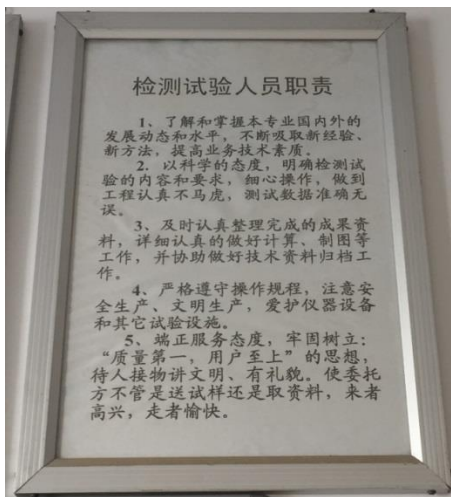 检测试验人员职责
1、了解和掌握本专业国内外的
发展动态和水平，不断吸取新经验、
新方法，提高业务技术素质。
2．以科学的态度，明确检测试
验的内容和要求，细心操作，做到
工程认真不马虎，测试数据准确无
误。
3、及时认真整理完成的成果资
料，详细认真的做好计算、制图等
工作，并协助做好技术资料归档工
作。
4、严格遵守操作规程，注意安
全生产、文明生产，爱护仪器设备
和其它试验设施。
5、端正服务态度，牢固树立：
“质量第一，用户至上”的思想，
待人接物讲文明、有礼貌。使委托
方不管是送试样还是取资料，来者
高兴，走者愉快。